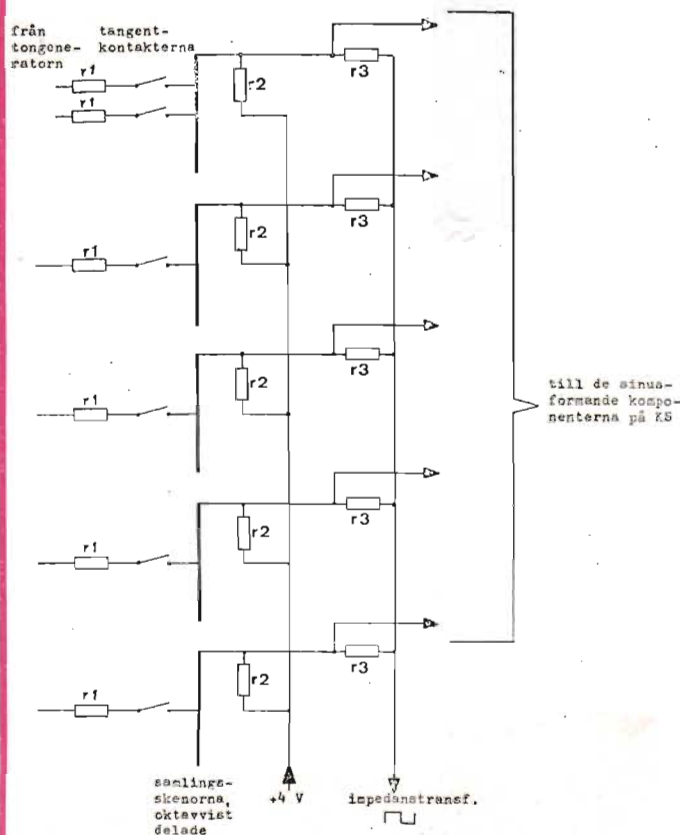 från
tongene-
ratorn
tangent-
kontakterna
r1
r1
r2
r3
r1
r2
r3
r1
r2
r3
r1
r2
r3
r1
r2
r3
till de sinus-
formande kompo-
nenterna på KS
samlings-
skenorna,
oktavvist
delade
+4 V
impedanstransf.